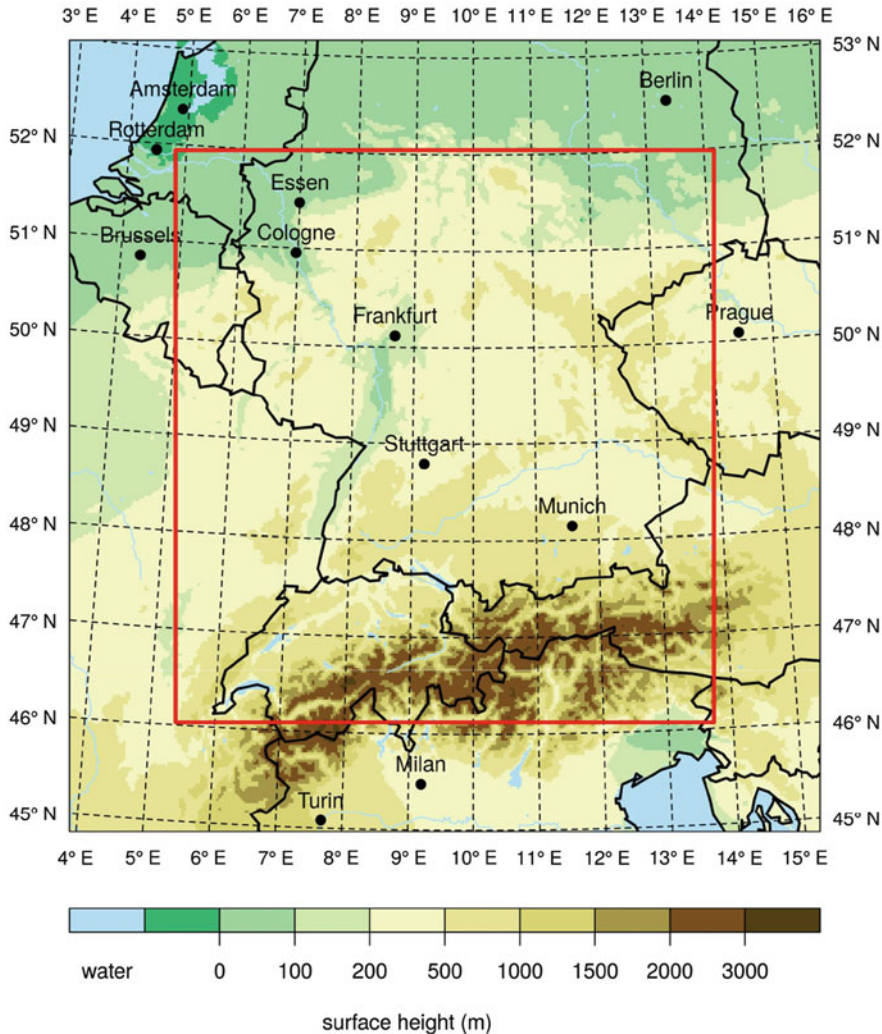 3° E 4° E 5° E 6° E 7° E 8° E 9° E 10° E 11° E 12° E 13° E 14° E 15° E 16° E
53° N
Amsterdam
Berlin
52° N
52° N
Rotterdam
Essen
51° N
51° N
Brussels
Cologne
Frankfurt
Prague
50° N
50° N
49° N
49° N
Stuttgart
Munich
48° N
48° N
47° N
47° N
46° N
46° N
Milan
Turin
45° N
45° N
4° E 5° E 6° E 7° E 8° E 9° E 10° E 11° E 12° E 13° E 14° E 15° E
water 0 100 200 500 1000 1500 2000 3000
surface height (m)